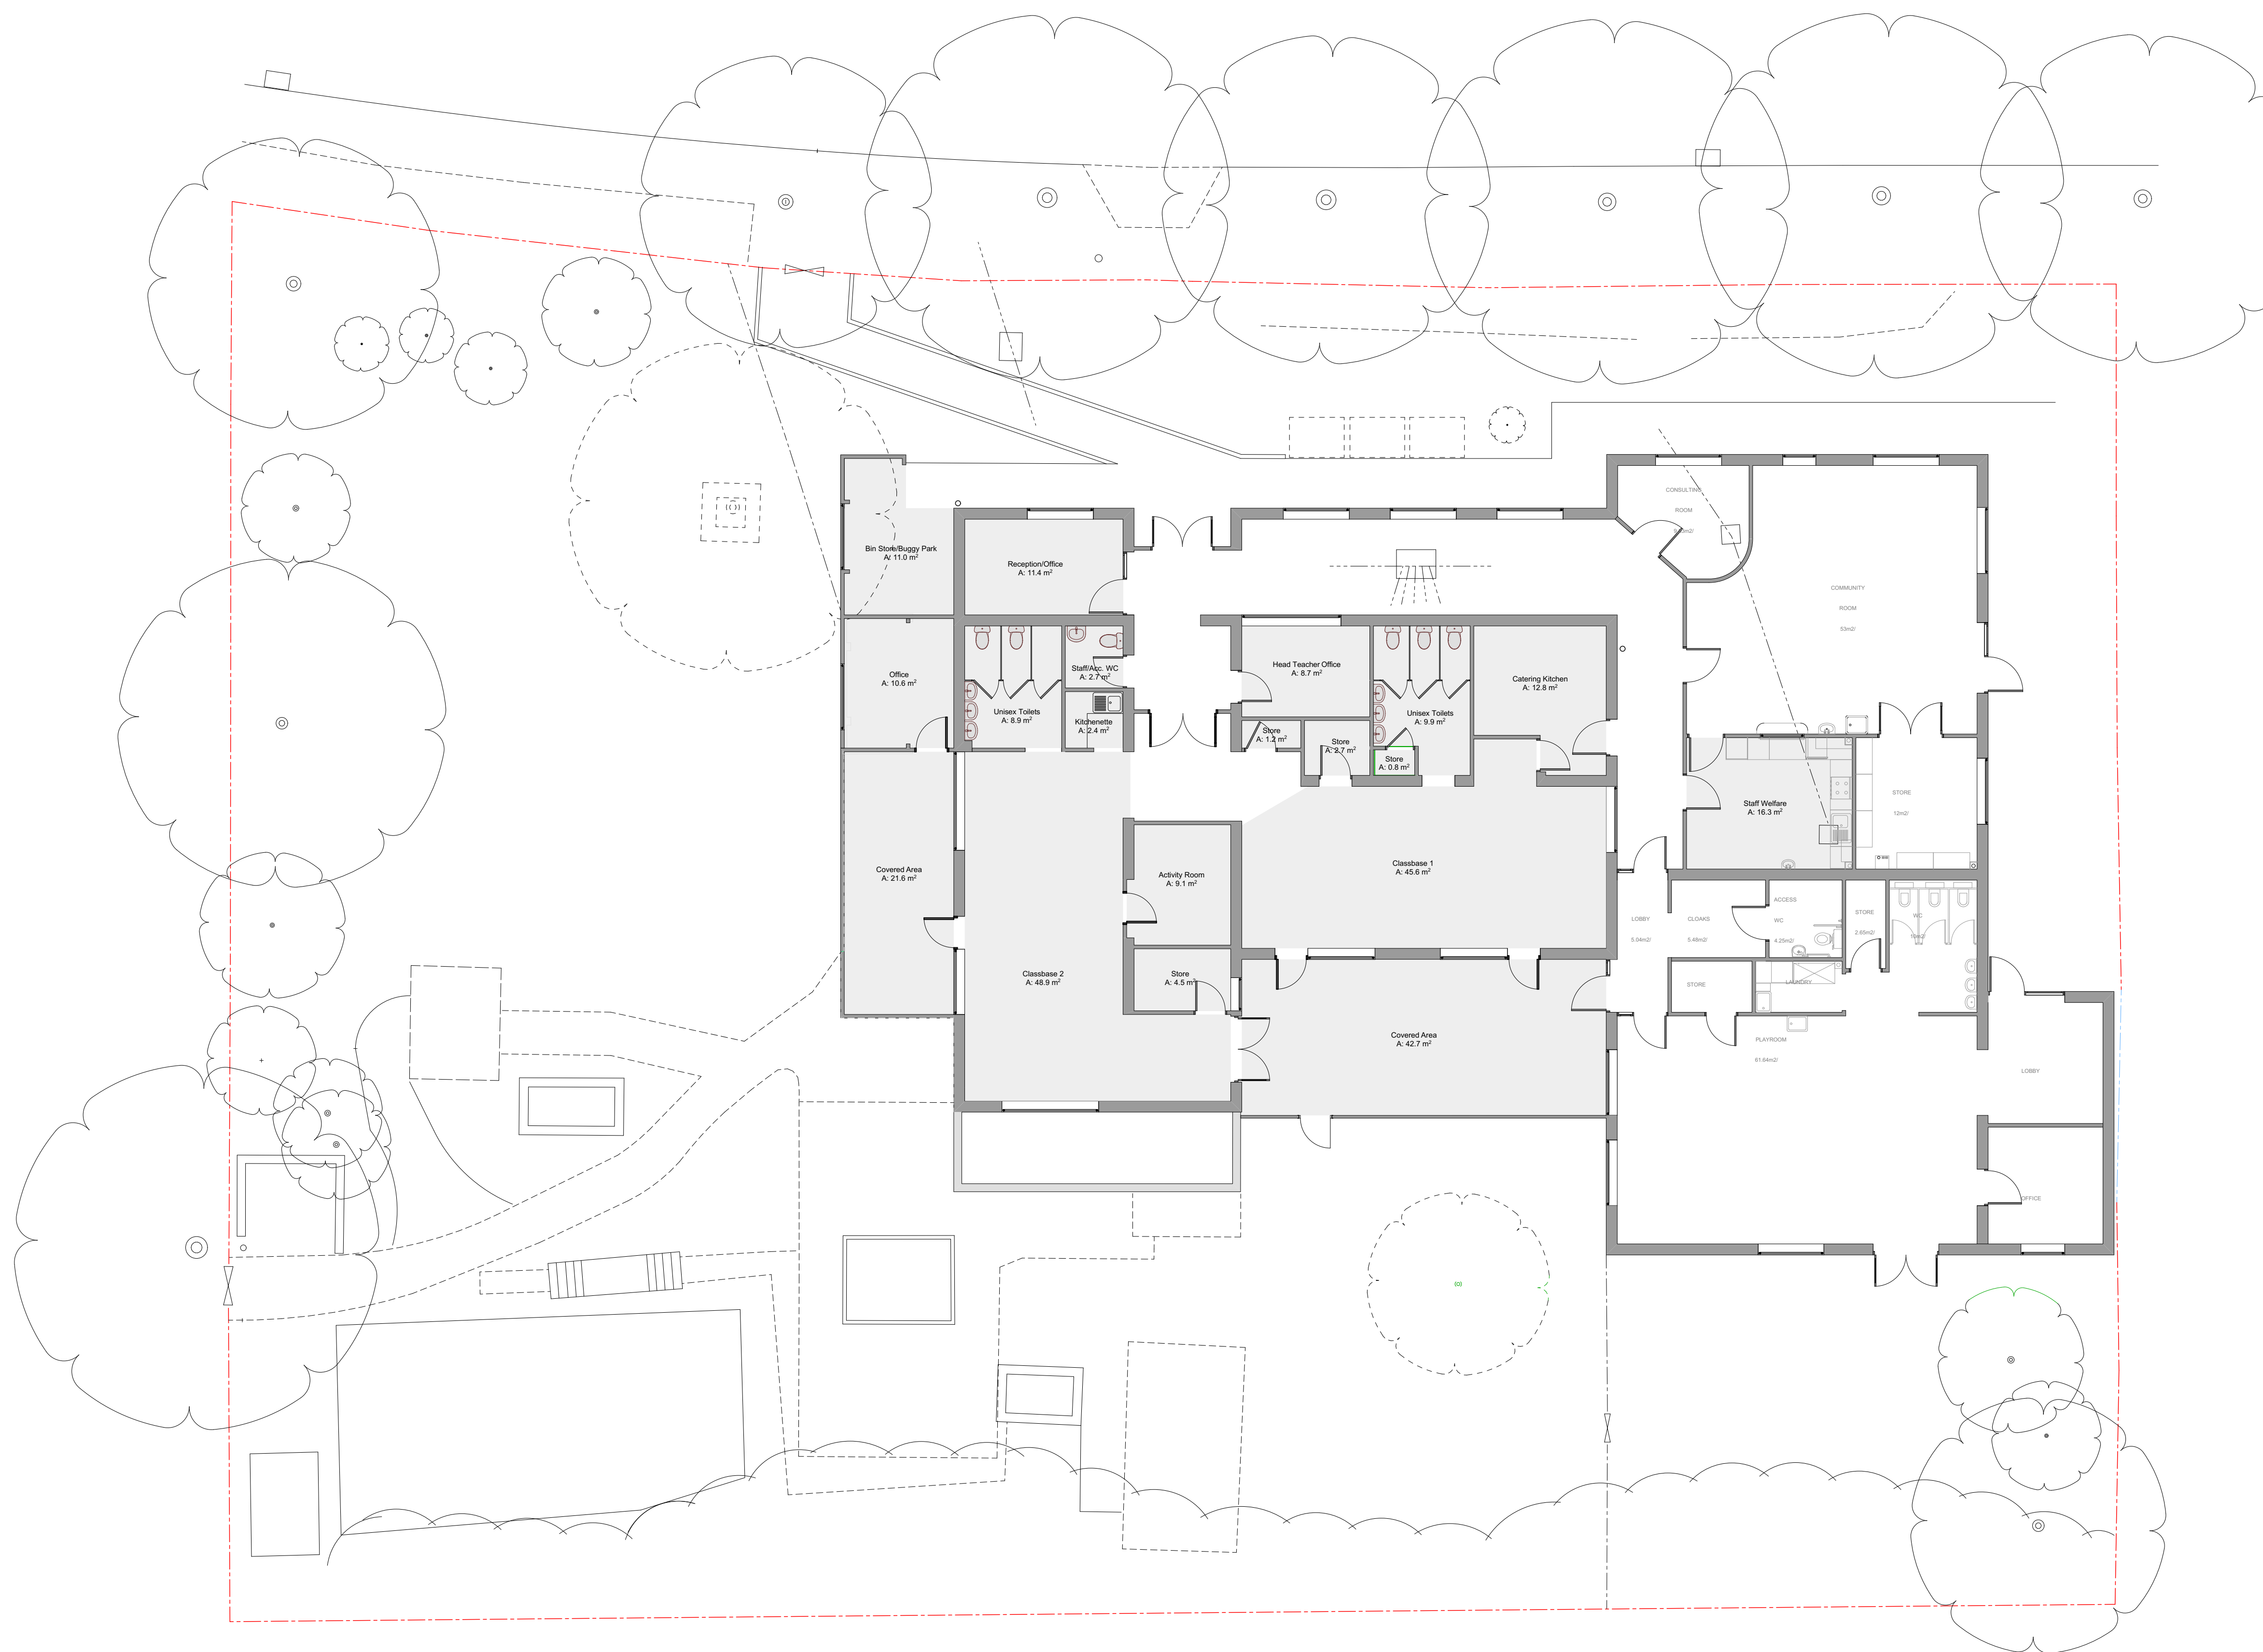 CONSULTING
ROOM
Bin Store/Buggy Park
A: 11.0 m²
Reception/Office
A: 11.4 m²
COMMUNITY
ROOM
53m2/
Office
A: 10.6 m²
Staff/Acc. WC
A: 2.7 m²
Unisex Toilets
A: 8.9 m²
Kitchenette
A: 2.4 m²
Head Teacher Office
A: 8.7 m²
Unisex Toilets
A: 9.9 m²
Catering Kitchen
A: 12.8 m²
Store
A: 1.2 m²
Store
A: 2.7 m²
Store
A: 0.8 m²
Staff Welfare
A: 16.3 m²
STORE
12m2/
Covered Area
A: 21.6 m²
Activity Room
A: 9.1 m²
Classbase 1
A: 45.6 m²
LOBBY
5.04m2/
CLOAKS
5.48m2/
ACCESS
WC
4.25m2/
STORE
2.65m2/
WC
Classbase 2
A: 48.9 m²
Store
A: 4.5 m²
STORE
LAUNDRY
Covered Area
A: 42.7 m²
PLAYROOM
61.64m2/
LOBBY
OFFICE